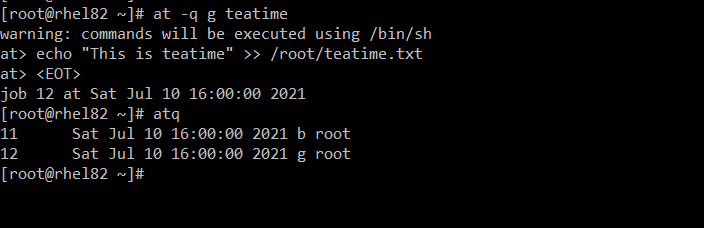 [root@rhel82 ~]# at -q g teatime
warning: commands will be executed using /bin/sh
at> echo "This is teatime" >> /root/teatime.txt
at> <EOT>
job 12 at Sat Jul 10 16:00:00 2021
[root@rhel82 ~]# atq
11      Sat Jul 10 16:00:00 2021 b root
12      Sat Jul 10 16:00:00 2021 g root
[root@rhel82 ~]#